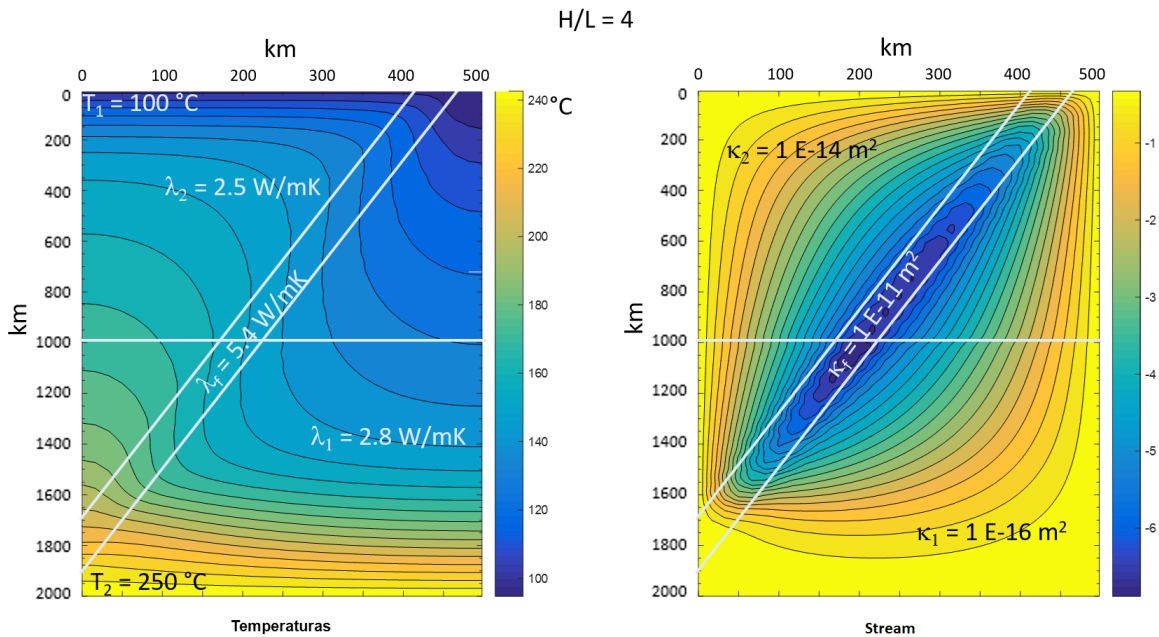 H/L = 4
km
km
0 100 200 300 400 500
0 100 200 300 400 500
km
0
200
400
600
800
1000
1200
1400
1600
1800
2000
T1 = 100 °C
λ2 = 2.5 W/mK
λf = 5.4 W/mK
λ1 = 2.8 W/mK
T2 = 250 °C
°C
240
220
200
180
160
140
120
100
Temperaturas
km
0
200
400
600
800
1000
1200
1400
1600
1800
2000
κ2 = 1 E-14 m²
κf = 1 E-11 m²
κ1 = 1 E-16 m²
-1
-2
-3
-4
-5
-6
Stream